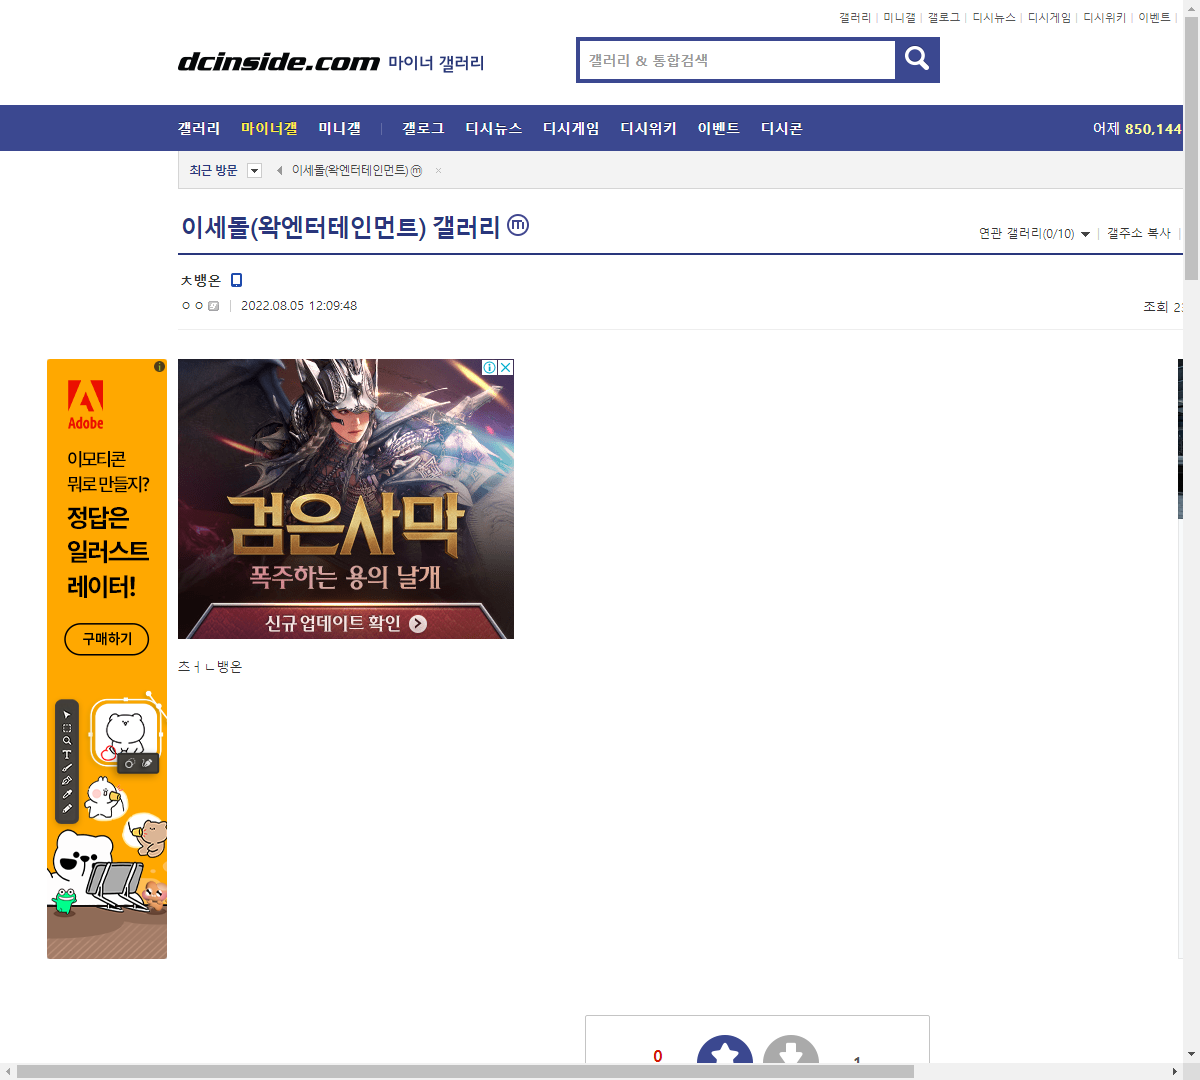 갤러리 | 미니갤 | 갤로그 | 디시뉴스 | 디시게임 | 디시위키 | 이벤트 |
dcinside.com 마이너 갤러리
갤러리 & 통합검색
갤러리 마이너갤 미니갤 | 갤로그 디시뉴스 디시게임 디시위키 이벤트 디시콘
어제 850,144
최근 방문
이세돌(왁엔터테인먼트) ⓜ ×
이세돌(왁엔터테인먼트) 갤러리 ⓜ
연관 갤러리(0/10) | 갤주소 복사 |
ㅊ뱅온
ㅇㅇ | 2022.08.05 12:09:48
조회
Adobe
이모티콘
뭐로 만들지?
정답은
일러스트
레이터!
구매하기
검은사막
폭주하는 용의 날개
신규 업데이트 확인
츠ㅓㄴ뱅온
0
1